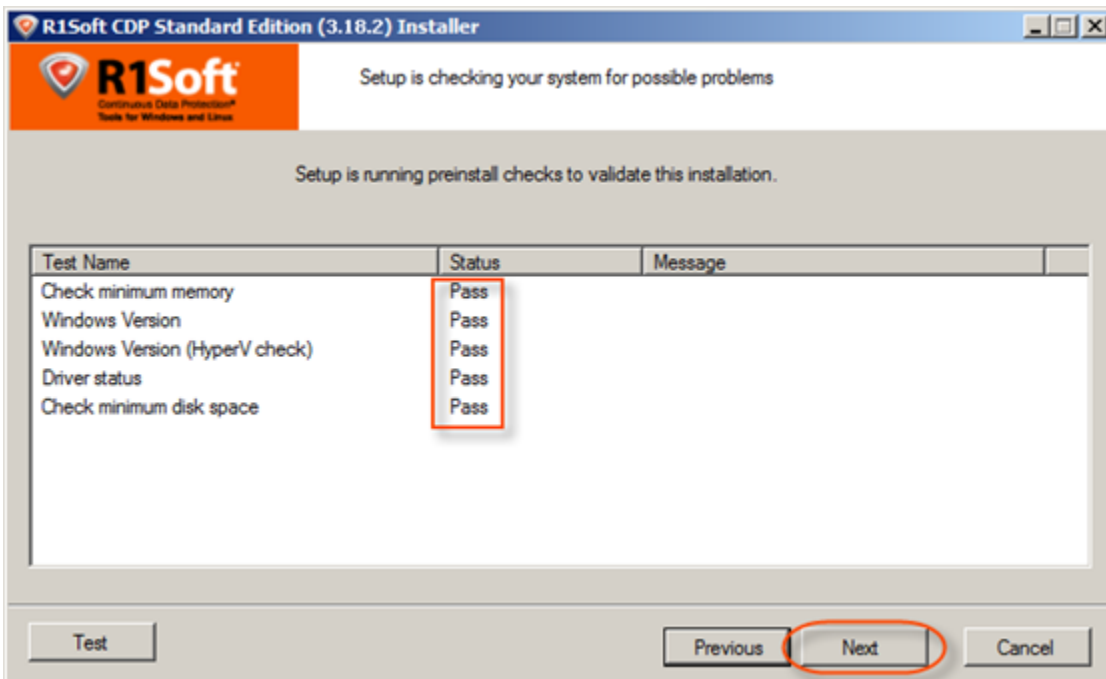 R1Soft CDP Standard Edition (3.18.2) Installer
R1Soft
Continuous Data Protection®
Tools for Windows and Linux
Setup is checking your system for possible problems
Setup is running preinstall checks to validate this installation.
Test Name Status Message
Check minimum memory Pass
Windows Version Pass
Windows Version (HyperV check) Pass
Driver status Pass
Check minimum disk space Pass
Test Previous Next Cancel